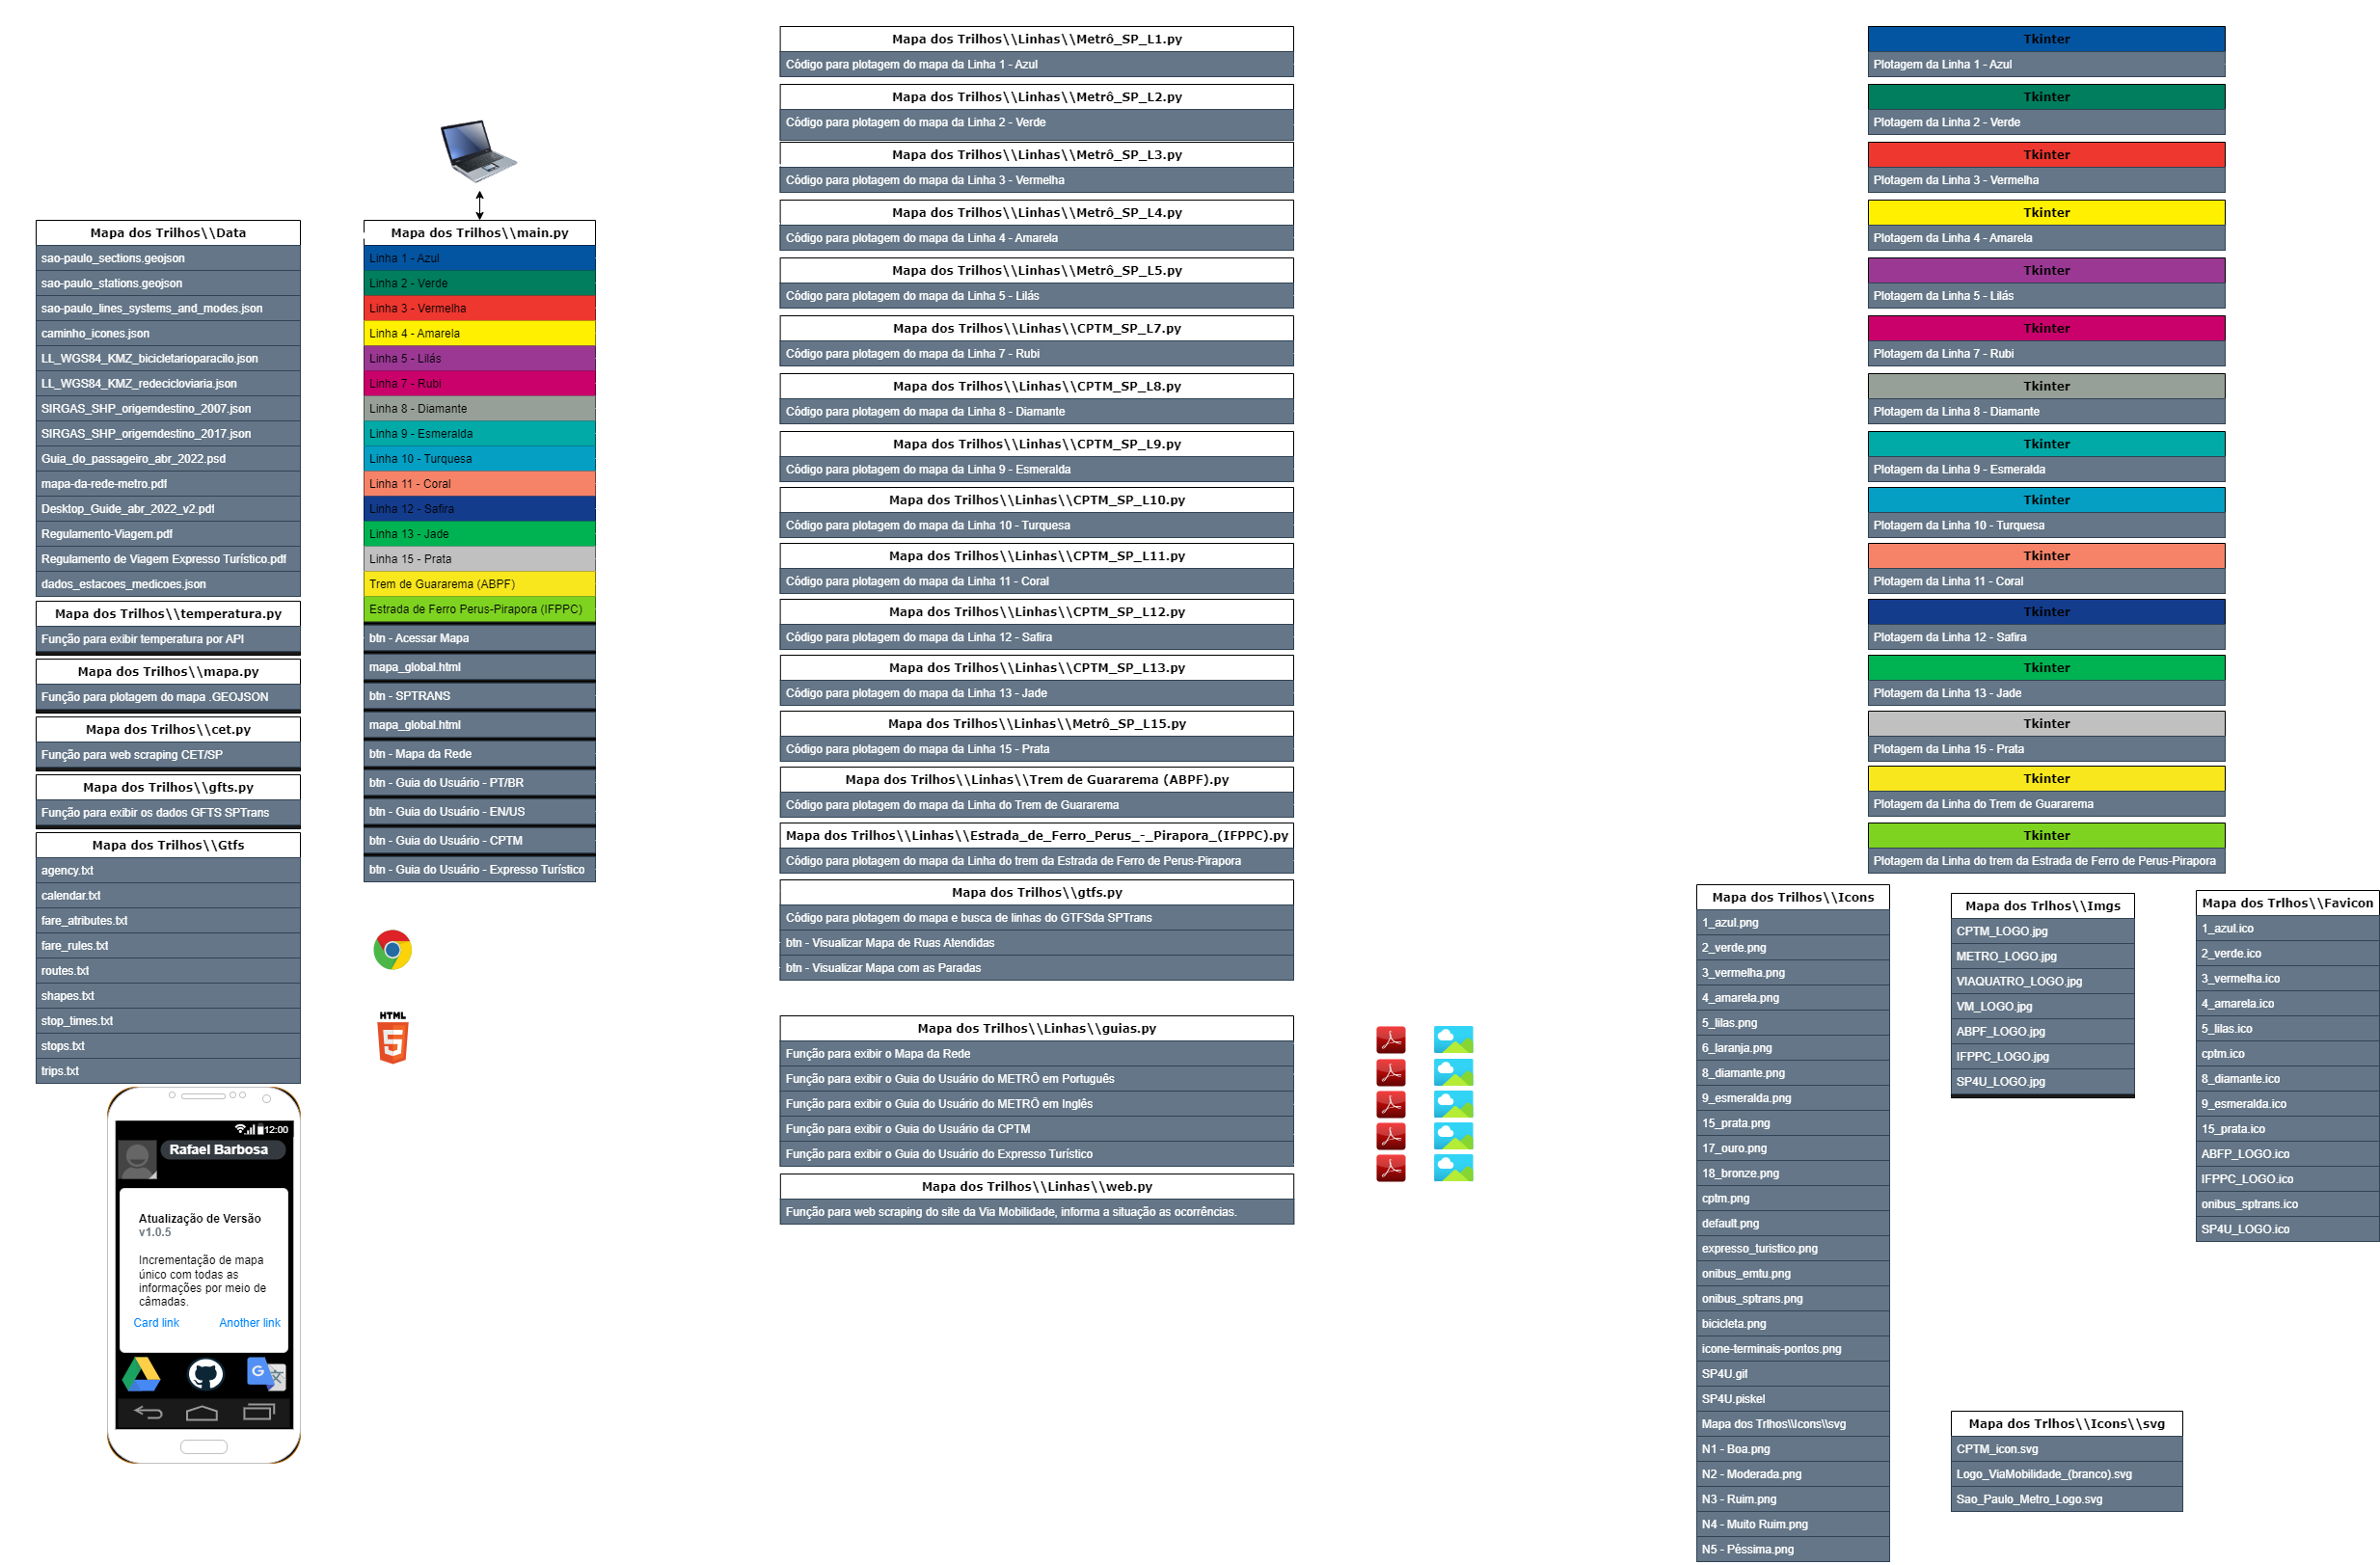 Mapa dos Trilhos\\Data
sao-paulo_sections.geojson
sao-paulo_stations.geojson
sao-paulo_lines_systems_and_modes.json
caminho_icones.json
LL_WGS84_KMZ_bicicletarioparacilo.json
LL_WGS84_KMZ_redecicloviaria.json
SIRGAS_SHP_origemdestino_2007.json
SIRGAS_SHP_origemdestino_2017.json
Guia_do_passageiro_abr_2022.psd
mapa-da-rede-metro.pdf
Desktop_Guide_abr_2022_v2.pdf
Regulamento-Viagem.pdf
Regulamento de Viagem Expresso Turístico.pdf
dados_estacoes_medicoes.json
Mapa dos Trilhos\\temperatura.py
Função para exibir temperatura por API
Mapa dos Trilhos\\mapa.py
Função para plotagem do mapa .GEOJSON
Mapa dos Trilhos\\cet.py
Função para web scraping CET/SP
Mapa dos Trilhos\\gfts.py
Função para exibir os dados GFTS SPTrans
Mapa dos Trilhos\\Gtfs
agency.txt
calendar.txt
fare_atributes.txt
fare_rules.txt
routes.txt
shapes.txt
stop_times.txt
stops.txt
trips.txt
12:00
Rafael Barbosa
Atualização de Versão
v1.0.5
Incrementação de mapa
único com todas as
informações por meio de
câmadas.
Card link
Another link
Mapa dos Trilhos\\main.py
Linha 1 - Azul
Linha 2 - Verde
Linha 3 - Vermelha
Linha 4 - Amarela
Linha 5 - Lilás
Linha 7 - Rubi
Linha 8 - Diamante
Linha 9 - Esmeralda
Linha 10 - Turquesa
Linha 11 - Coral
Linha 12 - Safira
Linha 13 - Jade
Linha 15 - Prata
Trem de Guararema (ABPF)
Estrada de Ferro Perus-Pirapora (IFPPC)
btn - Acessar Mapa
mapa_global.html
btn - SPTRANS
mapa_global.html
btn - Mapa da Rede
btn - Guia do Usuário - PT/BR
btn - Guia do Usuário - EN/US
btn - Guia do Usuário - CPTM
btn - Guia do Usuário - Expresso Turístico
HTML
5
Mapa dos Trilhos\\Linhas\\Metrô_SP_L1.py
Código para plotagem do mapa da Linha 1 - Azul
Mapa dos Trilhos\\Linhas\\Metrô_SP_L2.py
Código para plotagem do mapa da Linha 2 - Verde
Mapa dos Trilhos\\Linhas\\Metrô_SP_L3.py
Código para plotagem do mapa da Linha 3 - Vermelha
Mapa dos Trilhos\\Linhas\\Metrô_SP_L4.py
Código para plotagem do mapa da Linha 4 - Amarela
Mapa dos Trilhos\\Linhas\\Metrô_SP_L5.py
Código para plotagem do mapa da Linha 5 - Lilás
Mapa dos Trilhos\\Linhas\\CPTM_SP_L7.py
Código para plotagem do mapa da Linha 7 - Rubi
Mapa dos Trilhos\\Linhas\\CPTM_SP_L8.py
Código para plotagem do mapa da Linha 8 - Diamante
Mapa dos Trilhos\\Linhas\\CPTM_SP_L9.py
Código para plotagem do mapa da Linha 9 - Esmeralda
Mapa dos Trilhos\\Linhas\\CPTM_SP_L10.py
Código para plotagem do mapa da Linha 10 - Turquesa
Mapa dos Trilhos\\Linhas\\CPTM_SP_L11.py
Código para plotagem do mapa da Linha 11 - Coral
Mapa dos Trilhos\\Linhas\\CPTM_SP_L12.py
Código para plotagem do mapa da Linha 12 - Safira
Mapa dos Trilhos\\Linhas\\CPTM_SP_L13.py
Código para plotagem do mapa da Linha 13 - Jade
Mapa dos Trilhos\\Linhas\\Metrô_SP_L15.py
Código para plotagem do mapa da Linha 15 - Prata
Mapa dos Trilhos\\Linhas\\Trem de Guararema (ABPF).py
Código para plotagem do mapa da Linha do Trem de Guararema
Mapa dos Trilhos\\Linhas\\Estrada_de_Ferro_Perus_-_Pirapora_(IFPPC).py
Código para plotagem do mapa da Linha do trem da Estrada de Ferro de Perus-Pirapora
Mapa dos Trilhos\\gtfs.py
Código para plotagem do mapa e busca de linhas do GTFSda SPTrans
btn - Visualizar Mapa de Ruas Atendidas
btn - Visualizar Mapa com as Paradas
Mapa dos Trilhos\\Linhas\\guias.py
Função para exibir o Mapa da Rede
Função para exibir o Guia do Usuário do METRÔ em Português
Função para exibir o Guia do Usuário do METRÔ em Inglês
Função para exibir o Guia do Usuário da CPTM
Função para exibir o Guia do Usuário do Expresso Turístico
Mapa dos Trilhos\\Linhas\\web.py
Função para web scraping do site da Via Mobilidade, informa a situação as ocorrências.
Tkinter
Plotagem da Linha 1 - Azul
Tkinter
Plotagem da Linha 2 - Verde
Tkinter
Plotagem da Linha 3 - Vermelha
Tkinter
Plotagem da Linha 4 - Amarela
Tkinter
Plotagem da Linha 5 - Lilás
Tkinter
Plotagem da Linha 7 - Rubi
Tkinter
Plotagem da Linha 8 - Diamante
Tkinter
Plotagem da Linha 9 - Esmeralda
Tkinter
Plotagem da Linha 10 - Turquesa
Tkinter
Plotagem da Linha 11 - Coral
Tkinter
Plotagem da Linha 12 - Safira
Tkinter
Plotagem da Linha 13 - Jade
Tkinter
Plotagem da Linha 15 - Prata
Tkinter
Plotagem da Linha do Trem de Guararema
Tkinter
Plotagem da Linha do trem da Estrada de Ferro de Perus-Pirapora
Mapa dos Trilhos\\Icons
1_azul.png
2_verde.png
3_vermelha.png
4_amarela.png
5_lilas.png
6_laranja.png
8_diamante.png
9_esmeralda.png
15_prata.png
17_ouro.png
18_bronze.png
cptm.png
default.png
expresso_turistico.png
onibus_emtu.png
onibus_sptrans.png
bicicleta.png
icone-terminais-pontos.png
SP4U.gif
SP4U.piskel
Mapa dos Trlhos\\Icons\\svg
N1 - Boa.png
N2 - Moderada.png
N3 - Ruim.png
N4 - Muito Ruim.png
N5 - Péssima.png
Mapa dos Trlhos\\Imgs
CPTM_LOGO.jpg
METRO_LOGO.jpg
VIAQUATRO_LOGO.jpg
VM_LOGO.jpg
ABPF_LOGO.jpg
IFPPC_LOGO.jpg
SP4U_LOGO.jpg
Mapa dos Trlhos\\Icons\\svg
CPTM_icon.svg
Logo_ViaMobilidade_(branco).svg
Sao_Paulo_Metro_Logo.svg
Mapa dos Trlhos\\Favicon
1_azul.ico
2_verde.ico
3_vermelha.ico
4_amarela.ico
5_lilas.ico
cptm.ico
8_diamante.ico
9_esmeralda.ico
15_prata.ico
ABFP_LOGO.ico
IFPPC_LOGO.ico
onibus_sptrans.ico
SP4U_LOGO.ico